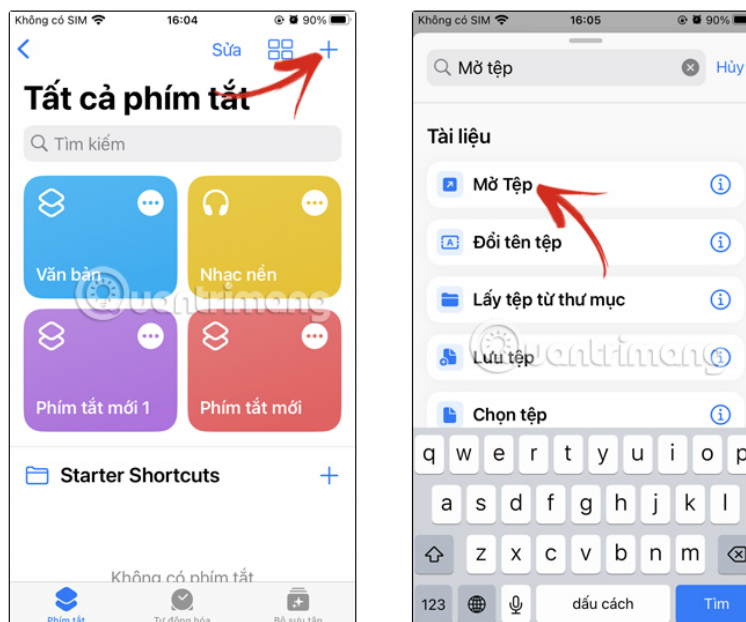 Không có SIM 16:04 90%
Sửa
Tất cả phím tắt
Tìm kiếm
Văn bản
Nhạc nền
Quantrimang
Phím tắt mới 1
Phím tắt mới
Starter Shortcuts
Không có phím tắt
Phím tắt
Tự động hóa
Bộ sưu tập
Không có SIM 16:05 90%
Mở tệp
Hủy
Tài liệu
Mở Tệp
Đổi tên tệp
Lấy tệp từ thư mục
Lưu tệp
Quantrimang
Chọn tệp
q w e r t y u i o p
a s d f g h j k l
z x c v b n m
123 dấu cách Tìm